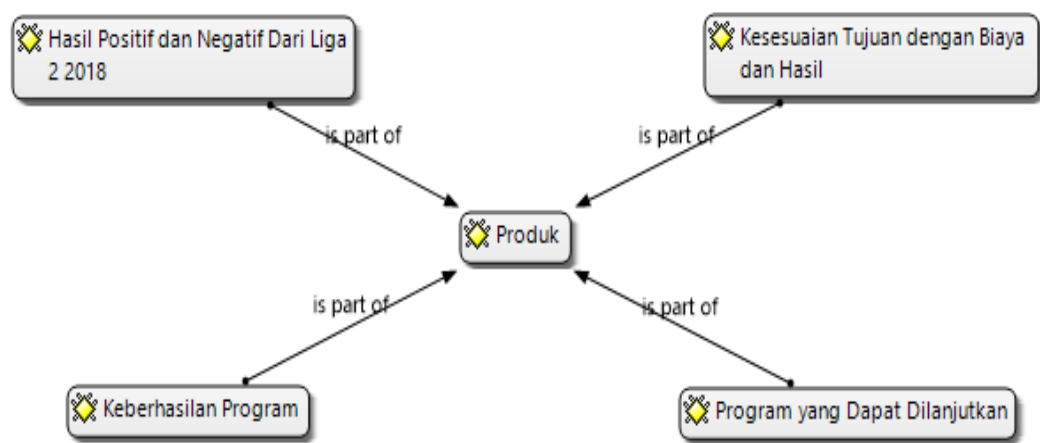 Hasil Positif dan Negatif Dari Liga
2 2018
Kesesuaian Tujuan dengan Biaya
dan Hasil
is part of
is part of
Produk
is part of
is part of
Keberhasilan Program
Program yang Dapat Dilanjutkan